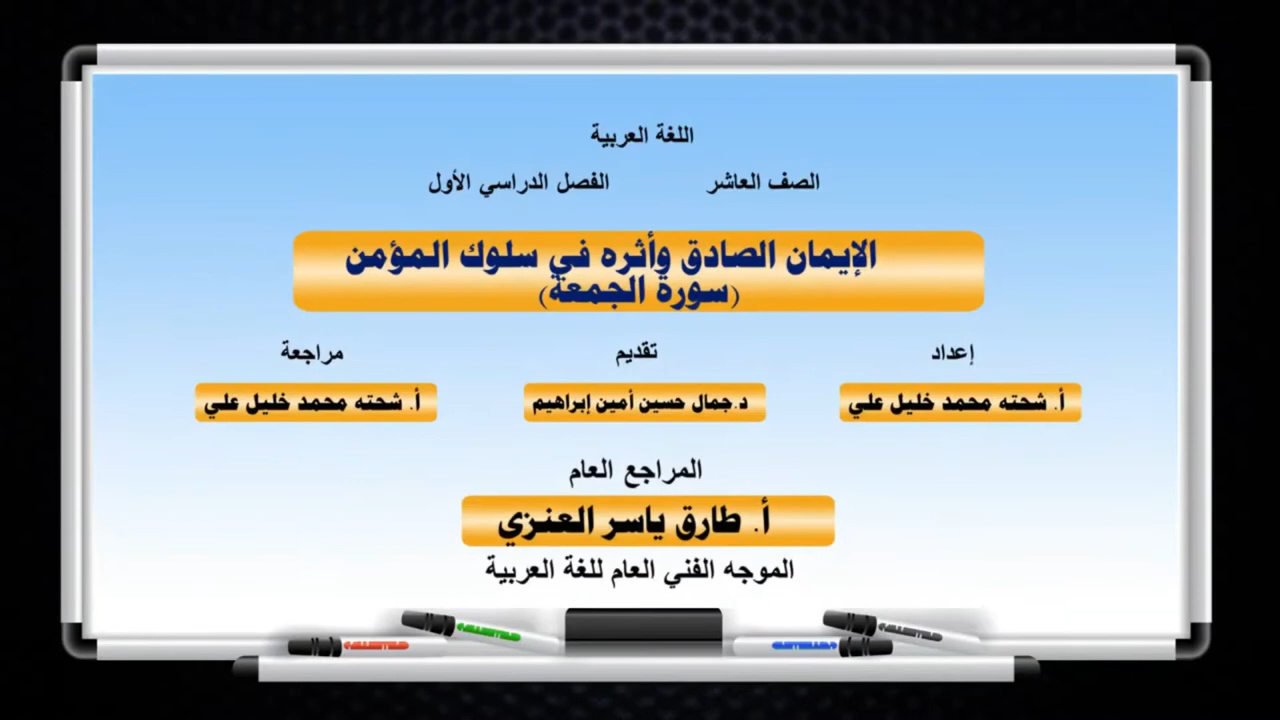 اللغة العربية
الصف العاشر الفصل الدراسي الأول
الإيمان الصادق وأثره في سلوك المؤمن
(سورة الجمعة)
إعداد تقديم مراجعة
أ. شحته محمد خليل علي د.جمال حسين أمين إبراهيم أ. شحته محمد خليل علي
المراجع العام
أ. طارق ياسر العنزي
الموجه الفني العام للغة العربية